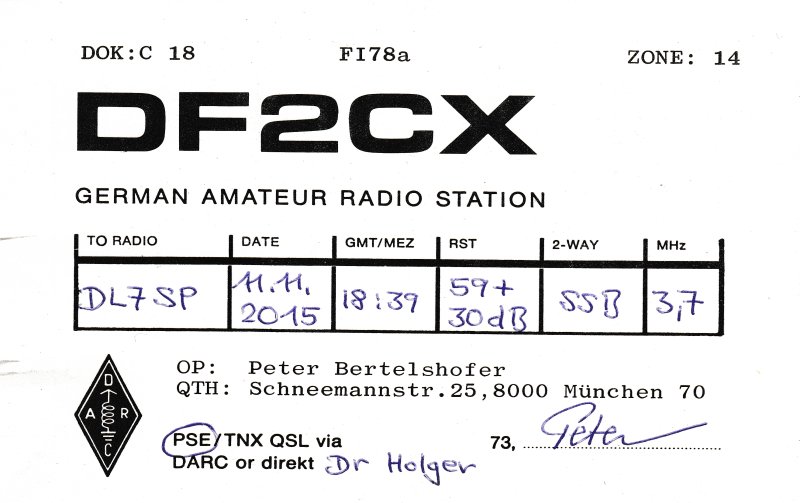 DOK:C 18 FI78a ZONE: 14
DF2CX
GERMAN AMATEUR RADIO STATION
TO RADIO DATE GMT/MEZ RST 2-WAY MHz
DL7SP 11.11. 2015 18:39 59+ 30dB SSB 3,7
OP: Peter Bertelshofer
QTH: Schneemannstr.25,8000 München 70
D A R C
PSE/TNX QSL via 73, Peter
DARC or direkt Dr Holger